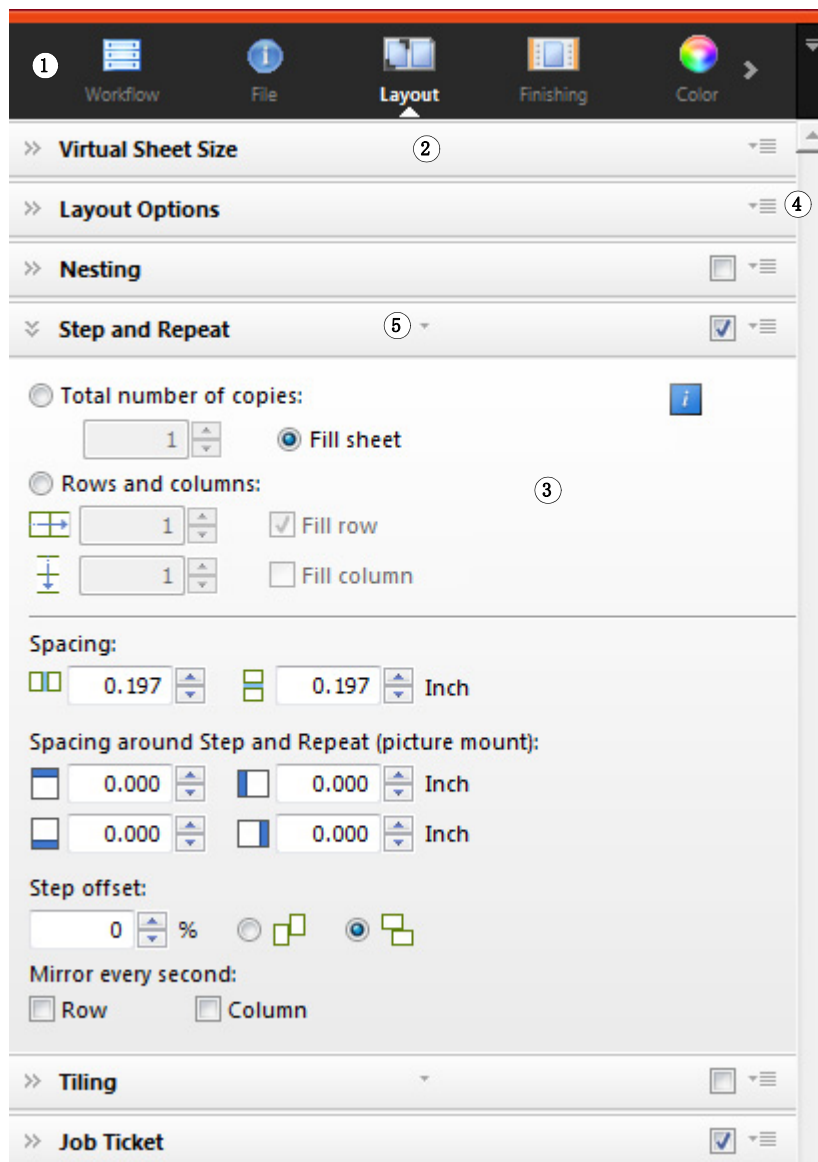 ①
Workflow File Layout Finishing Color
Virtual Sheet Size ②
Layout Options ④
Nesting
Step and Repeat ⑤
Total number of copies: i
1 Fill sheet
Rows and columns: ③
1 Fill row
1 Fill column
Spacing:
0.197 0.197 Inch
Spacing around Step and Repeat (picture mount):
0.000 0.000 Inch
0.000 0.000 Inch
Step offset:
0 %
Mirror every second:
Row Column
Tiling
Job Ticket